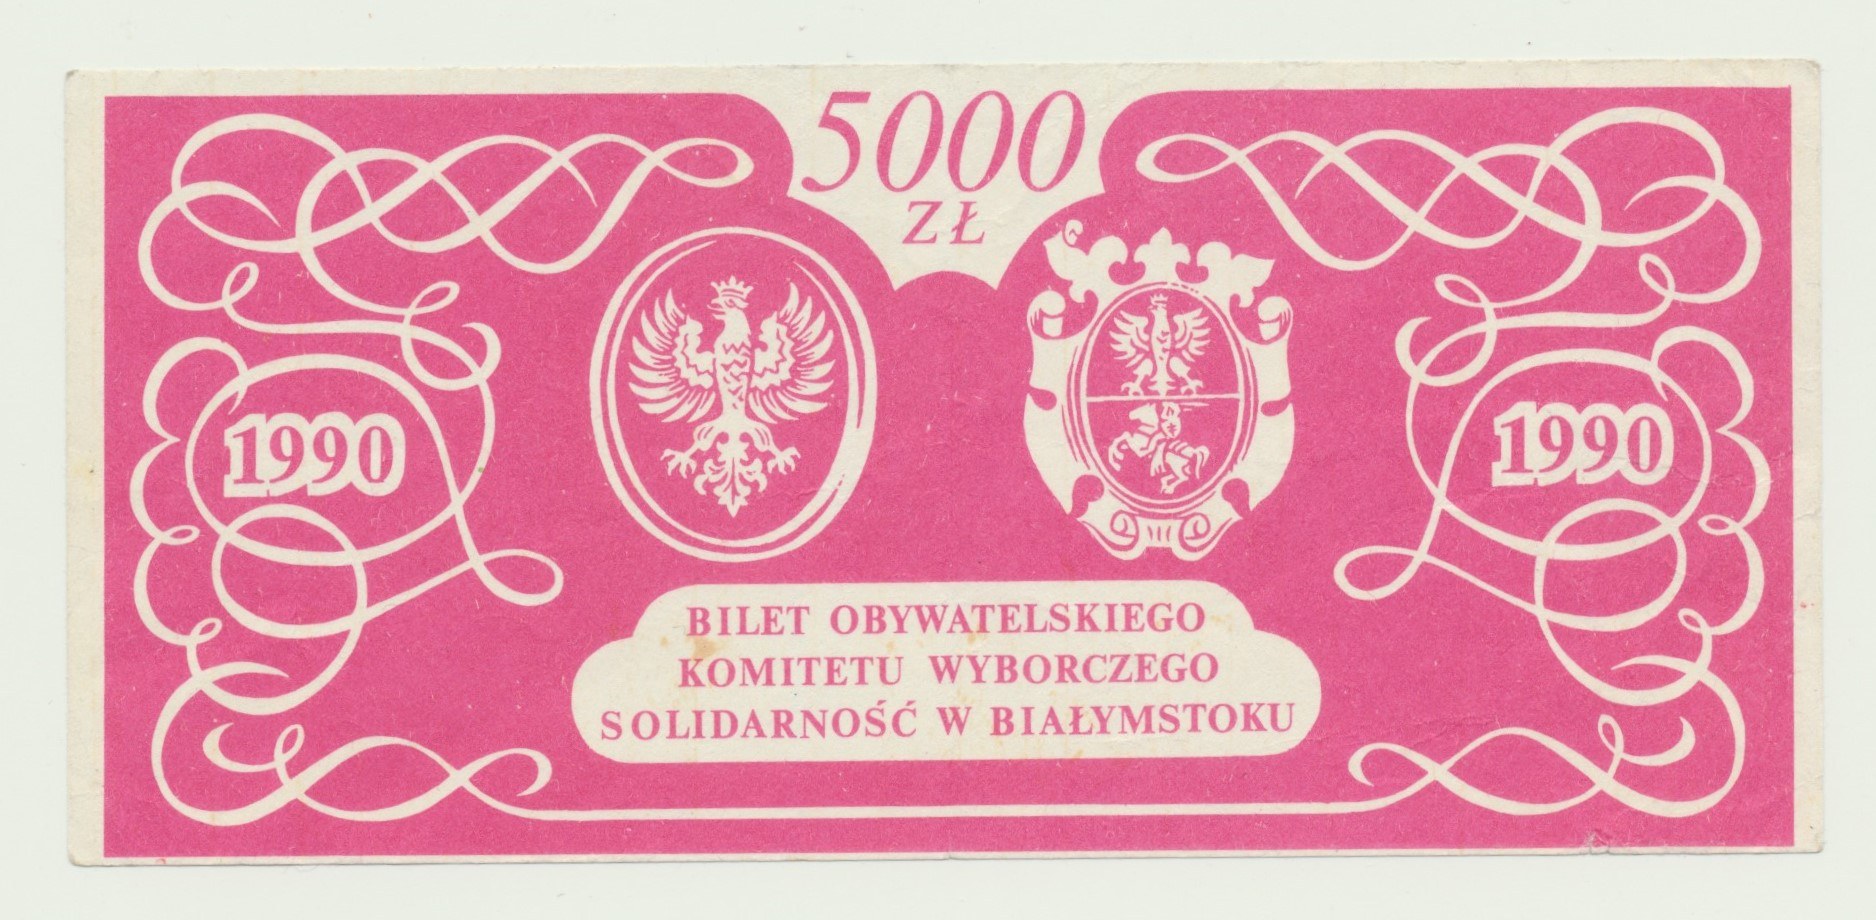 5000
ZŁ
1990
1990
BILET OBYWATELSKIEGO
KOMITETU WYBORCZEGO
SOLIDARNOŚĆ W BIAŁYMSTOKU